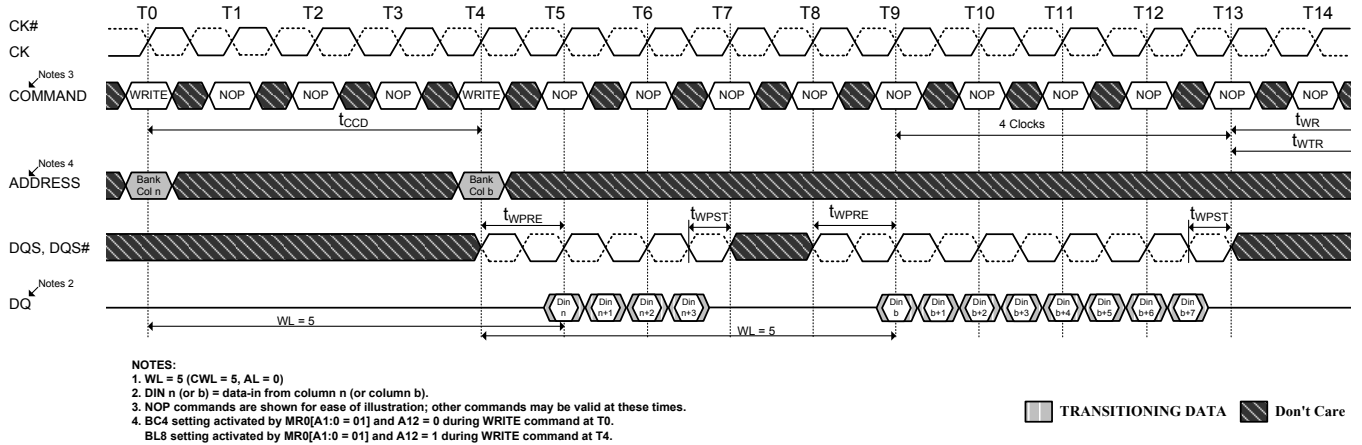 T0 T1 T2 T3 T4 T5 T6 T7 T8 T9 T10 T11 T12 T13 T14
CK#
CK
Notes 3
COMMAND
WRITE NOP NOP NOP WRITE NOP NOP NOP NOP NOP NOP NOP NOP NOP NOP
tCCD
4 Clocks
tWR
tWTR
Notes 4
ADDRESS
Bank Bank
Col n Col b
tWPRE tWPST tWPRE tWPST
DQS, DQS#
Notes 2
DQ
Din Din Din Din Din Din Din Din Din Din Din Din
n n+1 n+2 n+3 b b+1 b+2 b+3 b+4 b+5 b+6 b+7
WL = 5
WL = 5
NOTES:
1. WL = 5 (CWL = 5, AL = 0)
2. DIN n (or b) = data-in from column n (or column b).
3. NOP commands are shown for ease of illustration; other commands may be valid at these times.
4. BC4 setting activated by MR0[A1:0 = 01] and A12 = 0 during WRITE command at T0.
BL8 setting activated by MR0[A1:0 = 01] and A12 = 1 during WRITE command at T4.
TRANSITIONING DATA Don't Care